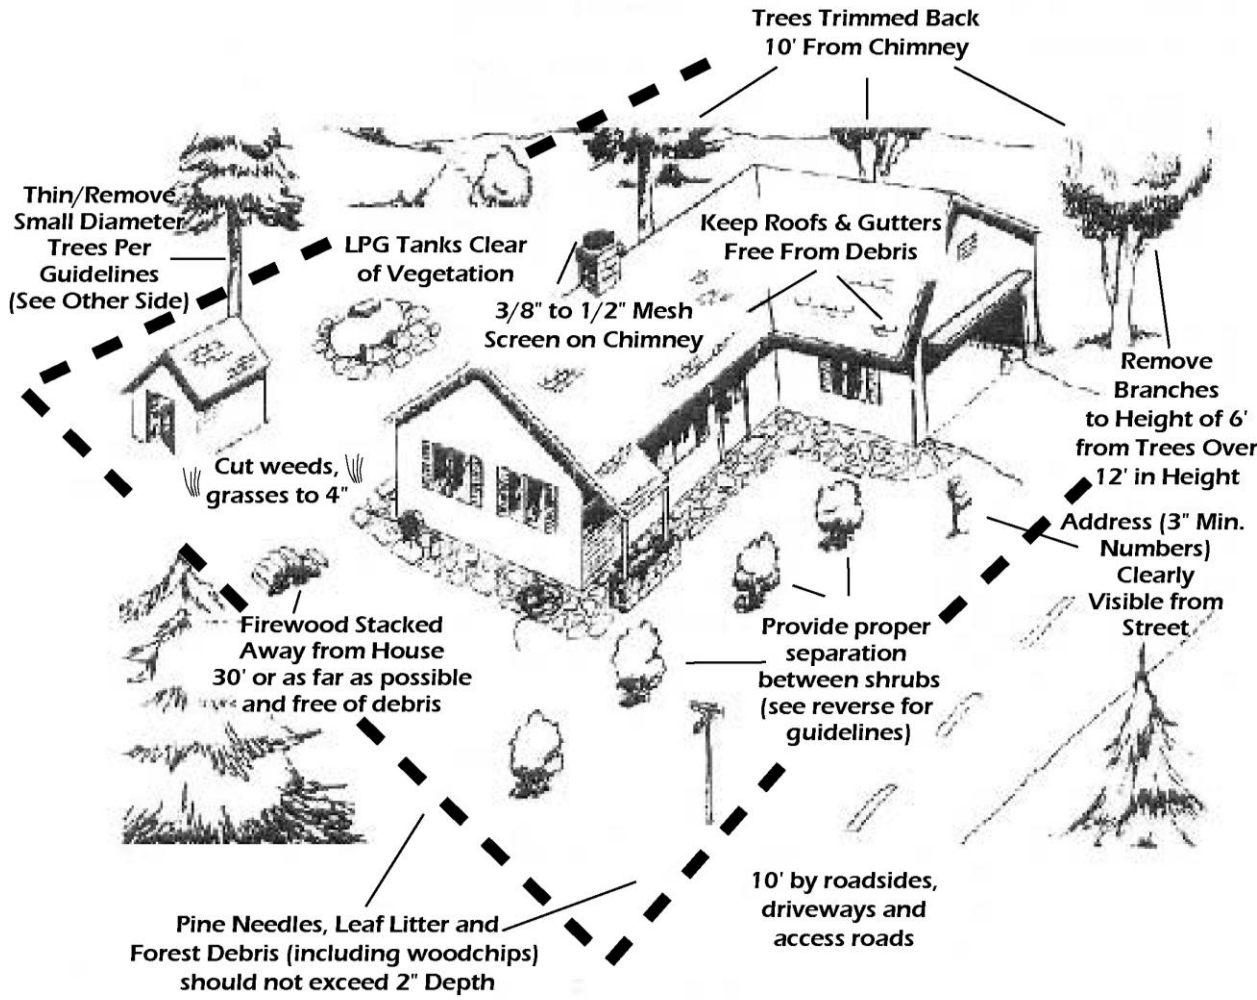 Trees Trimmed Back
10' From Chimney
Thin/Remove
Small Diameter
Trees Per
Guidelines
(See Other Side)
LPG Tanks Clear
of Vegetation
Keep Roofs & Gutters
Free From Debris
3/8" to 1/2" Mesh
Screen on Chimney
Remove
Branches
to Height of 6'
from Trees Over
12' in Height
Cut weeds,
grasses to 4"
Address (3" Min.
Numbers)
Clearly
Visible from
Street
Firewood Stacked
Away from House
30' or as far as possible
and free of debris
Provide proper
separation
between shrubs
(see reverse for
guidelines)
10' by roadsides,
driveways and
access roads
Pine Needles, Leaf Litter and
Forest Debris (including woodchips)
should not exceed 2" Depth